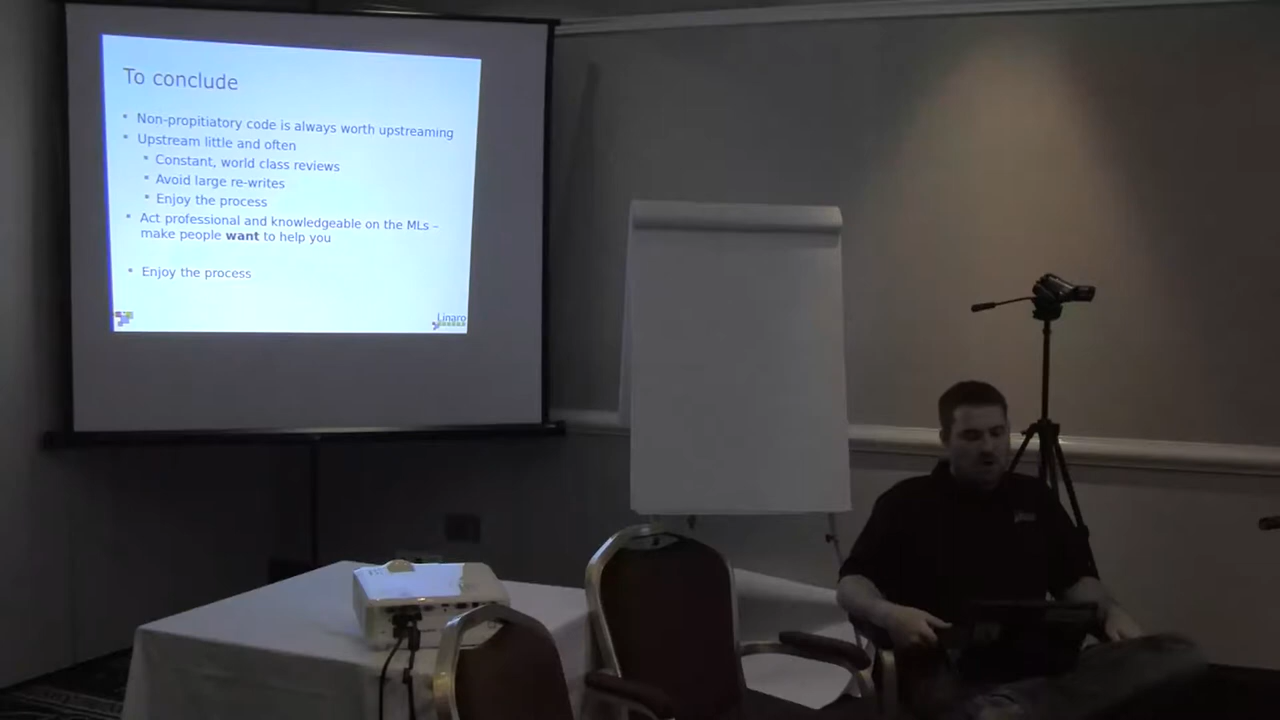 To conclude
Non-propitiatory code is always worth upstreaming
Upstream little and often
Constant, world class reviews
Avoid large re-writes
Enjoy the process
Act professional and knowledgeable on the MLs –
make people want to help you
Enjoy the process
Linaro